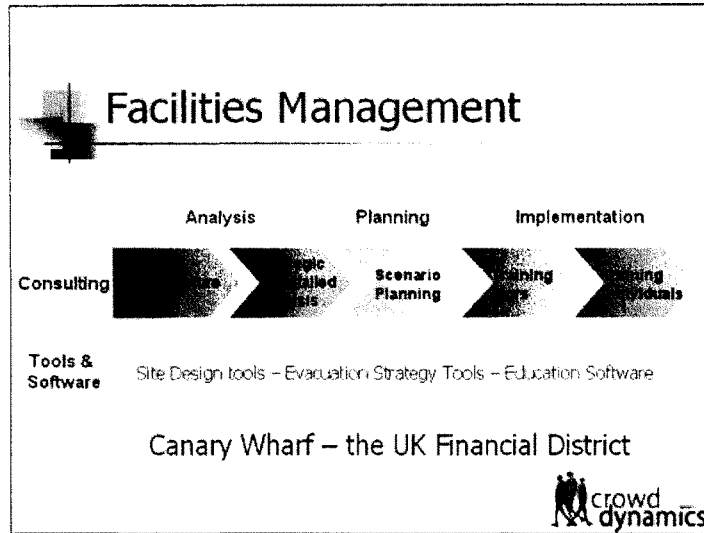 Facilities Management
Analysis Planning Implementation
Consulting
Scenario
Planning
Tools &
Software
Site Design tools – Evacuation Strategy Tools – Education Software
Canary Wharf – the UK Financial District
crowd
dynamics